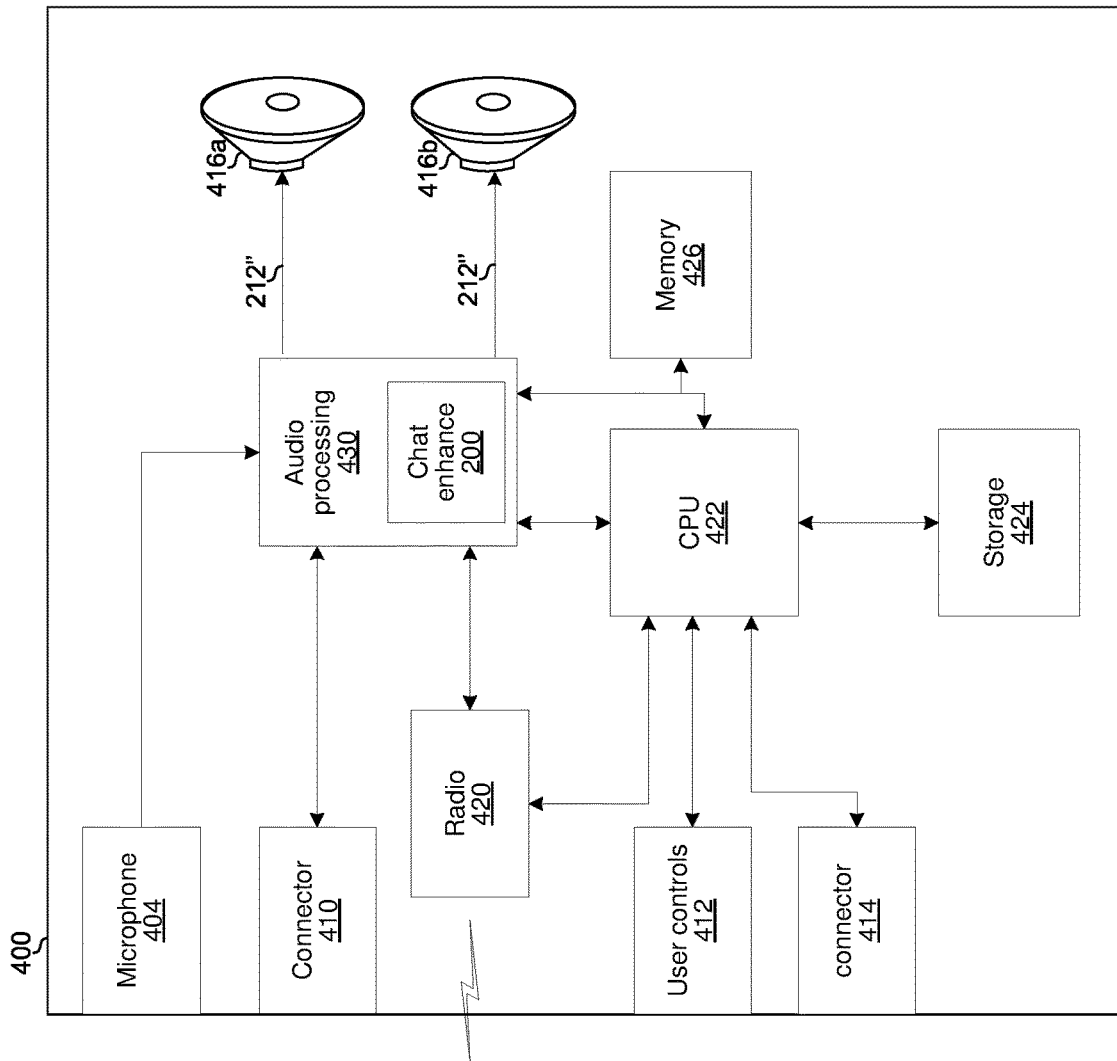 400
Microphone
404
Connector
410
Radio
420
User controls
412
connector
414
Audio
processing
430
Chat
enhance
200
CPU
422
Storage
424
Memory
426
212"
212"
416a
416b